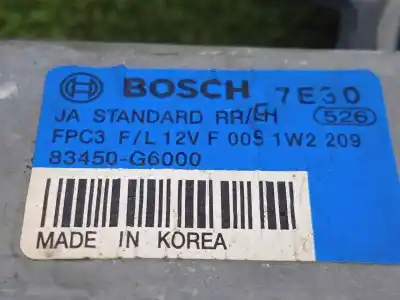 BOSCH 7E30
JA STANDARD RR/LH 526
FPC3 F/L 12V F 00S 1W2 209
83450-G6000
MADE IN KOREA